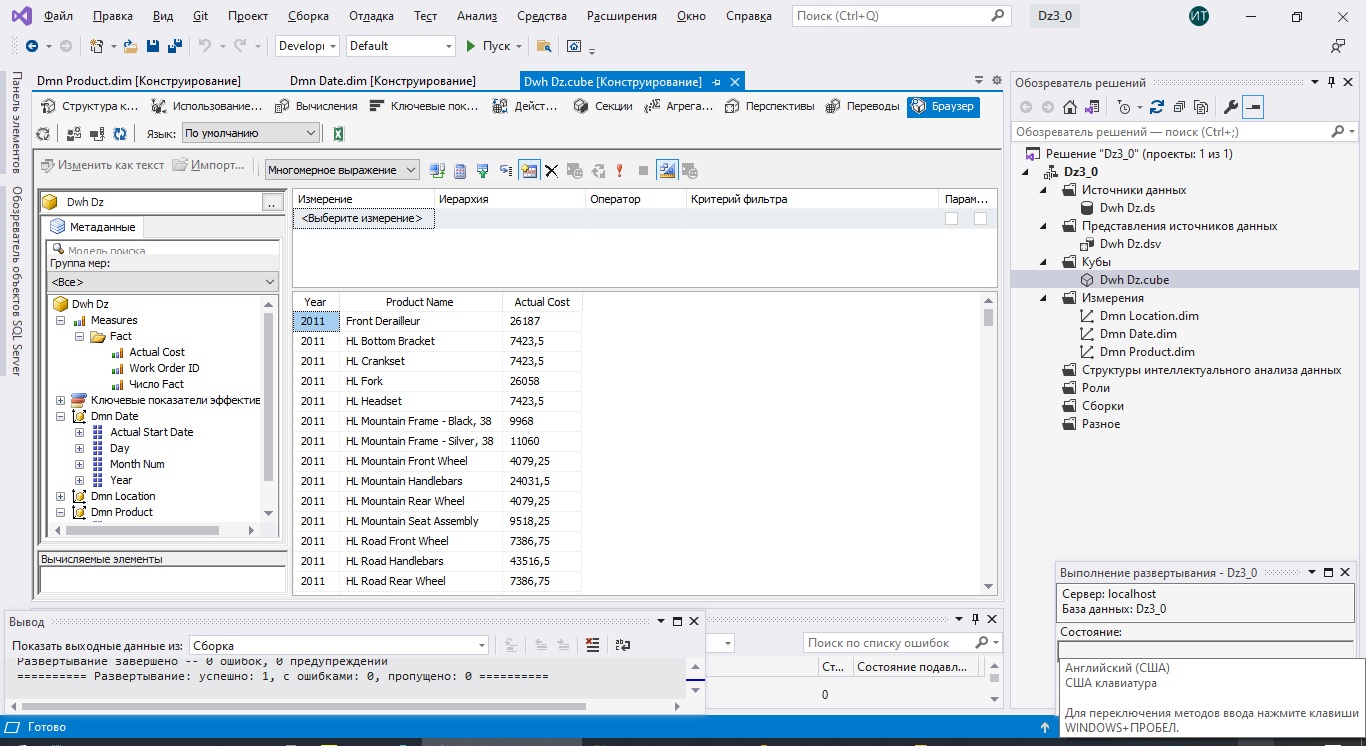 Файл Правка Вид Git Проект Сборка Отладка Тест Анализ Средства Расширения Окно Справка Поиск (Ctrl+Q) Dz3_0 ИТ
Developi Default Пуск
Dmn Product.dim [Конструирование] Dmn Date.dim [Конструирование] Dwh Dz.cube [Конструирование]
Структура к... Использование... Вычисления Ключевые пок... Дейст... Секции Агрега... Перспективы Переводы Браузер
Язык: По умолчанию
Изменить как текст Импорт... Многомерное выражение
Панель элементов
Обозреватель объектов SQL Server
Dwh Dz ..
Метаданные
Модель поиска
Группа мер:
<Все>
Dwh Dz
Measures
Fact
Actual Cost
Work Order ID
Число Fact
Ключевые показатели эффектив
Dmn Date
Actual Start Date
Day
Month Num
Year
Dmn Location
Dmn Product
Вычисляемые элементы
Измерение Иерархия Оператор Критерий фильтра Парам...
<Выберите измерение>
Year Product Name Actual Cost
2011 Front Derailleur 26187
2011 HL Bottom Bracket 7423,5
2011 HL Crankset 7423,5
2011 HL Fork 26058
2011 HL Headset 7423,5
2011 HL Mountain Frame - Black, 38 9968
2011 HL Mountain Frame - Silver, 38 11060
2011 HL Mountain Front Wheel 4079,25
2011 HL Mountain Handlebars 24031,5
2011 HL Mountain Rear Wheel 4079,25
2011 HL Mountain Seat Assembly 9518,25
2011 HL Road Front Wheel 7386,75
2011 HL Road Handlebars 43516,5
2011 HL Road Rear Wheel 7386,75
Обозреватель решений
Обозреватель решений — поиск (Ctrl+;)
Решение "Dz3_0" (проекты: 1 из 1)
Dz3_0
Источники данных
Dwh Dz.ds
Представления источников данных
Dwh Dz.dsv
Кубы
Dwh Dz.cube
Измерения
Dmn Location.dim
Dmn Date.dim
Dmn Product.dim
Структуры интеллектуального анализа данных
Роли
Сборки
Разное
Вывод
Показать выходные данные из: Сборка
Развертывание завершено -- 0 ошибок, 0 предупреждений
========== Развертывание: успешно: 1, с ошибками: 0, пропущено: 0 ==========
Поиск по списку ошибок
Ст... Состояние подавл...
0
Выполнение развертывания - Dz3_0
Сервер: localhost
База данных: Dz3_0
Состояние:
Английский (США)
США клавиатура
Для переключения методов ввода нажмите клавиши
WINDOWS+ПРОБЕЛ.
Готово